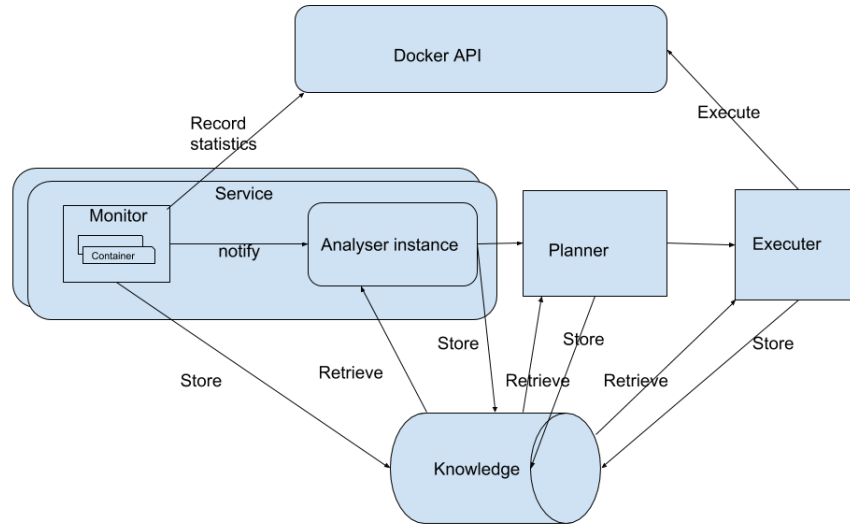 Docker API
Record
statistics
Execute
Service
Monitor
Container
notify
Analyser instance
Planner
Executer
Store
Retrieve
Store
Retrieve
Store
Retrieve
Store
Knowledge